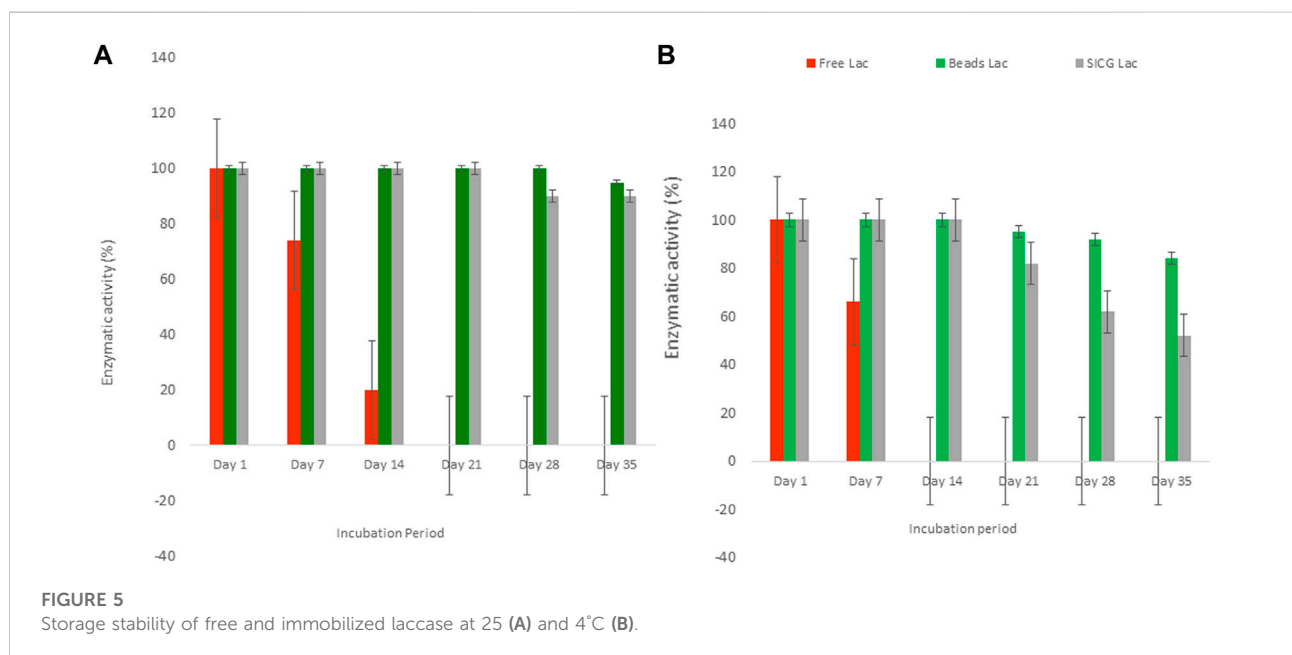 A
140
120
100
80
60
40
20
0
-20
-40
Enzymatic activity (%)
Day 1 Day 7 Day 14 Day 21 Day 28 Day 35
Incubation Period
B
Free Lac Beads Lac SICG Lac
140
120
100
80
60
40
20
0
-20
-40
Enzymatic activity (%)
Day 1 Day 7 Day 14 Day 21 Day 28 Day 35
Incubation period
FIGURE 5
Storage stability of free and immobilized laccase at 25 (A) and 4°C (B).